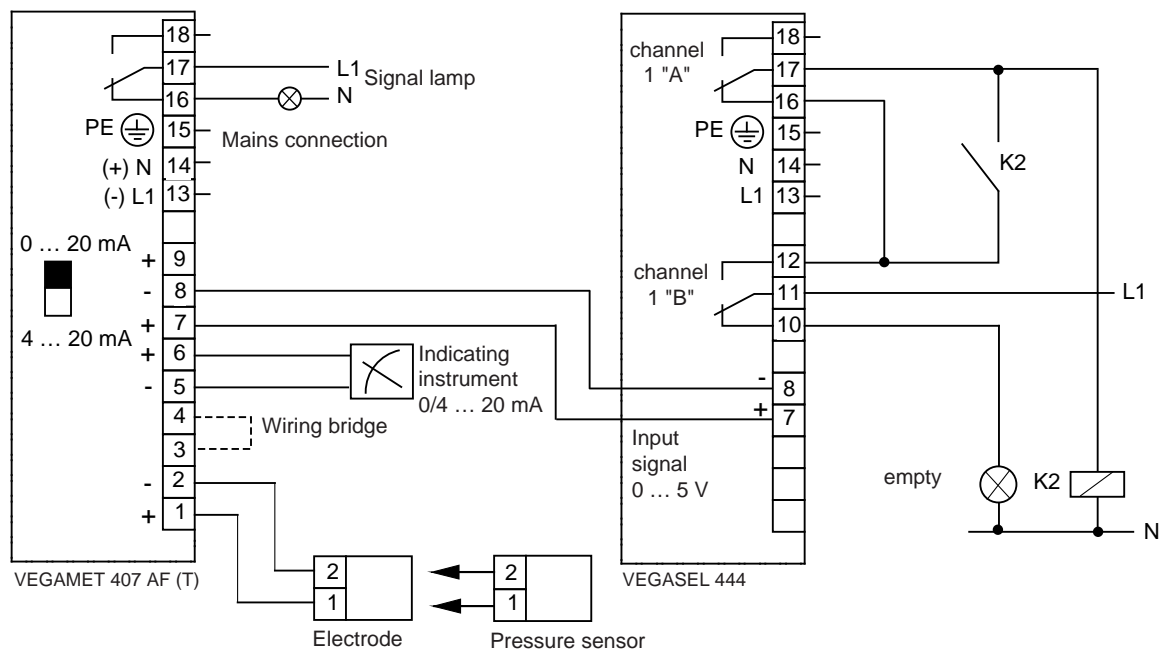 18
17
16
PE
15
(+) N
14
(-) L1
13
L1
Signal lamp
N
Mains connection
0 … 20 mA
4 … 20 mA
+
9
-
8
+
7
+
6
-
5
4
3
-
2
+
1
Indicating
instrument
0/4 … 20 mA
Wiring bridge
VEGAMET 407 AF (T)
2
1
Electrode
2
1
Pressure sensor
channel
1 "A"
18
17
16
PE
15
N
14
L1
13
channel
1 "B"
12
11
10
-
8
+
7
Input
signal
0 … 5 V
VEGASEL 444
K2
L1
empty
K2
N